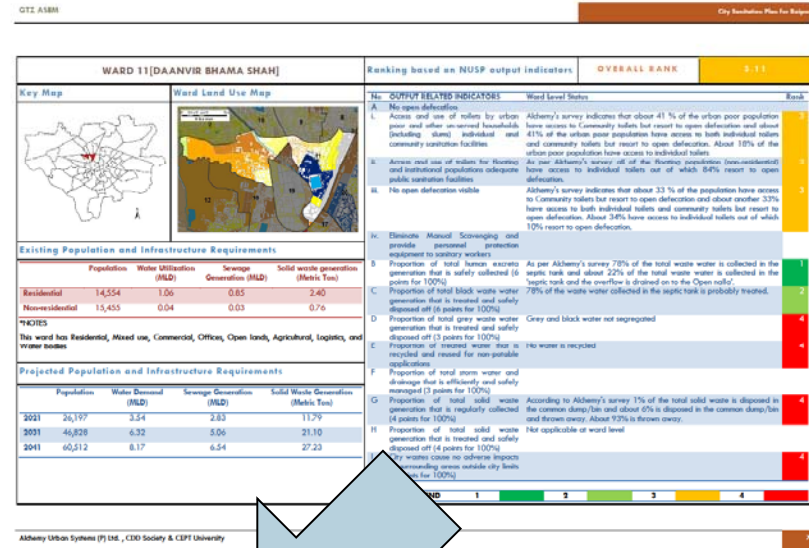 GTZ ASEM
City Sanitation Plan for Raipur
WARD 11[DAANVIR BHAMA SHAH]
Ranking based on NUSP output indicators
OVERALL RANK
3-11
Key Map
Ward Land Use Map
Existing Population and Infrastructure Requirements
Population Water Utilization (MLD) Sewage Generation (MLD) Solid waste generation (Metric Ton)
Residential 14,554 1.06 0.85 2.40
Non-residential 15,455 0.04 0.03 0.76
*NOTES
This ward has Residential, Mixed use, Commercial, Offices, Open lands, Agricultural, Logistics, and
Water bodies
Projected Population and Infrastructure Requirements
Population Water Demand (MLD) Sewage Generation (MLD) Solid Waste Generation (Metric Ton)
2021 26,197 3.54 2.83 11.79
2031 46,828 6.32 5.06 21.10
2041 60,512 8.17 6.54 27.23
No OUTPUT RELATED INDICATORS Ward Level Status Rank
A No open defecation
i. Access and use of toilets by urban
poor and other un-served households
(including slums) individual and
community sanitation facilities
Alchemy's survey indicates that about 41 % of the urban poor population
have access to Community toilets but resort to open defecation and about
41% of the urban poor population have access to both individual toilets
and community toilets but resort to open defecation. About 18% of the
urban poor population have access to individual toilets
3
ii. Access and use of toilets for floating
and institutional populations adequate
public sanitation facilities
As per Alchemy's survey all of the floating population (non-residential)
have access to individual toilets out of which 84% resort to open
defecation.
2
iii. No open defecation visible
Alchemy's survey indicates that about 33 % of the population have access
to Community toilets but resort to open defecation and about another 33%
have access to both individual toilets and community toilets but resort to
open defecation. About 34% have access to individual toilets out of which
10% resort to open defecation.
3
iv. Eliminate Manual Scavenging and
provide personnel protection
equipment to sanitary workers
B Proportion of total human excreta
generation that is safely collected (6
points for 100%)
As per Alchemy's survey 78% of the total waste water is collected in the
septic tank and about 22% of the total waste water is collected in the
'septic tank and the overflow is drained on to the Open nalla'.
1
C Proportion of total black waste water
generation that is treated and safely
disposed off (6 points for 100%)
78% of the waste water collected in the septic tank is probably treated.
2
D Proportion of total grey waste water
generation that is treated and safely
disposed off (3 points for 100%)
Grey and black water not segregated
4
E Proportion of treated water that is
recycled and reused for non-potable
applications
No water is recycled
4
F Proportion of total storm water and
drainage that is efficiently and safely
managed (3 points for 100%)
G Proportion of total solid waste
generation that is regularly collected
(4 points for 100%)
According to Alchemy's survey 1% of the total solid waste is disposed in
the common dump/bin and about 6% is disposed in the common dump/bin
and thrown away. About 93% is thrown away.
4
H Proportion of total solid waste
generation that is treated and safely
disposed off (4 points for 100%)
Not applicable at ward level
City wastes cause no adverse impacts
surrounding areas outside city limits
for 100%)
4
1 2 3 4
Alchemy Urban Systems (P) Ltd. , CDD Society & CEPT University